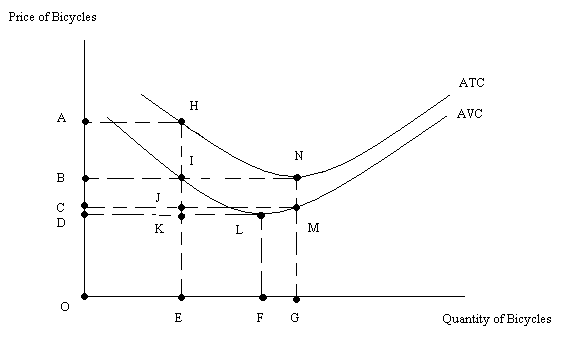 Price of Bicycles
ATC
H
A
AVC
I
N
B
J
C
D
K
L
M
O
E
F
G
Quantity of Bicycles